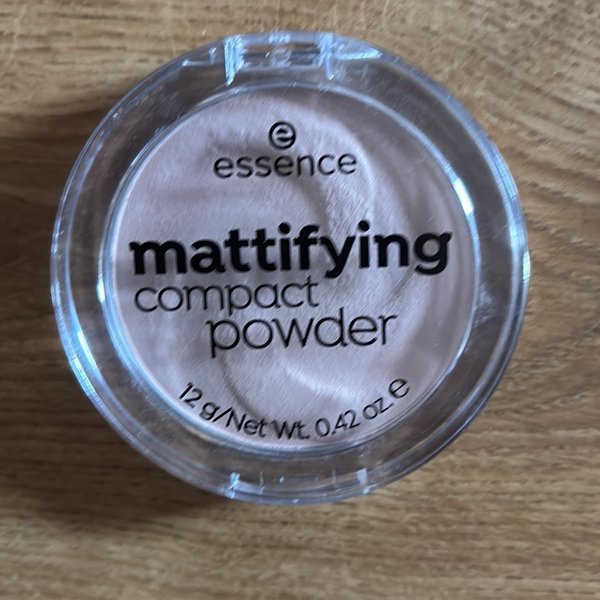 e
essence
mattifying
compact
powder
12 g/Net Wt. 0.42 oz. ℮